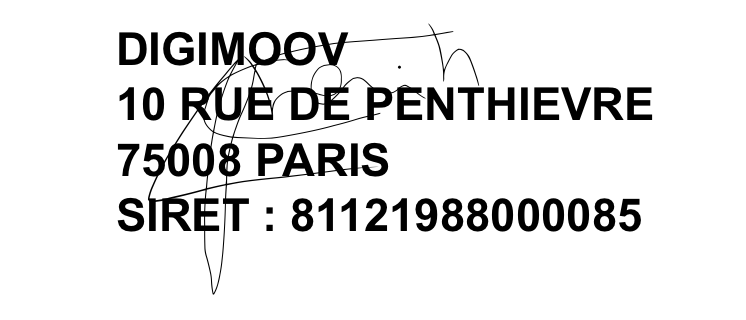 DIGIMOOV
10 RUE DE PENTHIEVRE
75008 PARIS
SIRET : 81121988000085